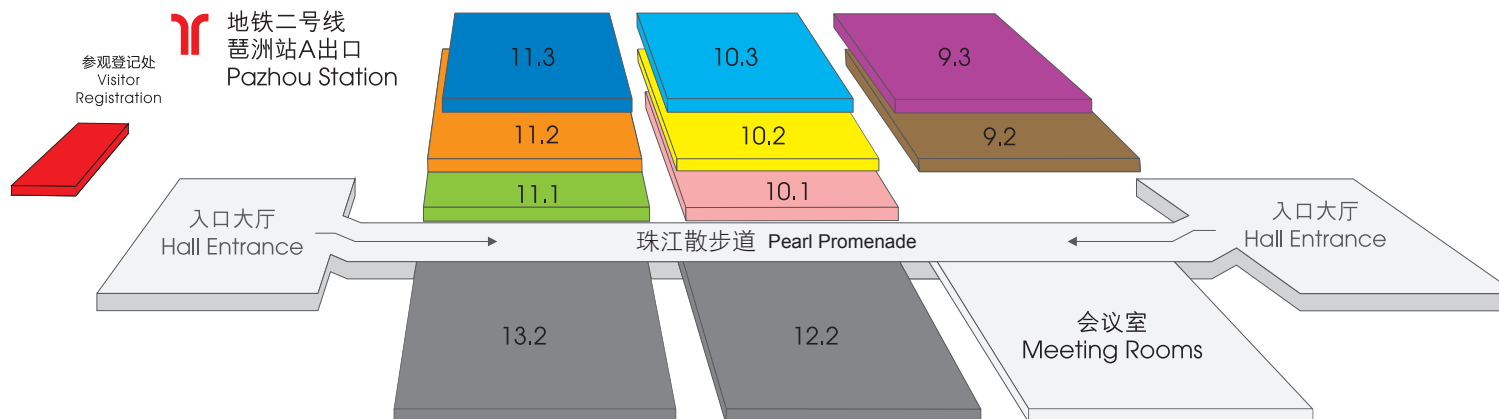 地铁二号线
琶洲站A出口
Pazhou Station
参观登记处
Visitor
Registration
11.3
10.3
9.3
11.2
10.2
9.2
11.1
10.1
入口大厅
Hall Entrance
珠江散步道 Pearl Promenade
入口大厅
Hall Entrance
13.2
12.2
会议室
Meeting Rooms